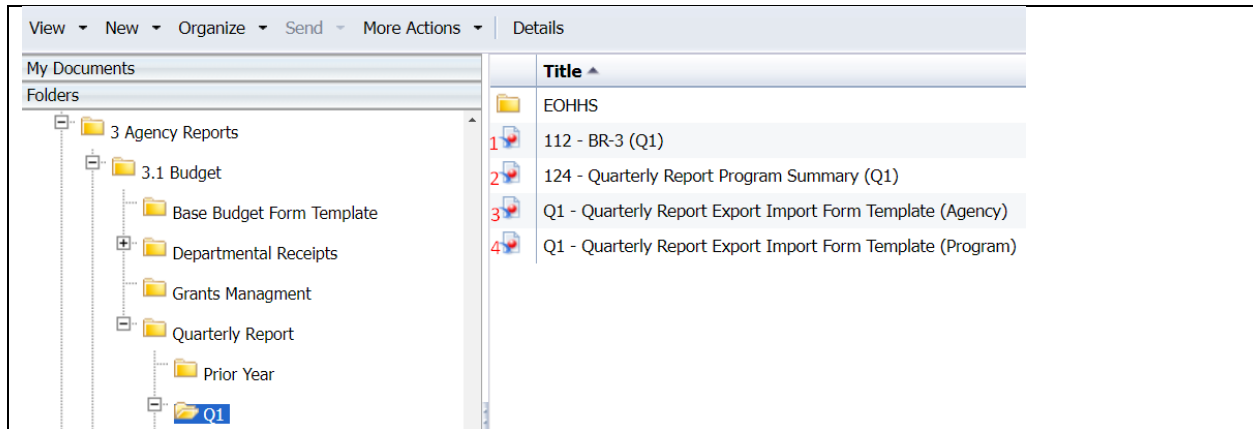 View New Organize Send More Actions Details
My Documents
Folders
3 Agency Reports
3.1 Budget
Base Budget Form Template
Departmental Receipts
Grants Managment
Quarterly Report
Prior Year
Q1
Title
EOHHS
1 112 - BR-3 (Q1)
2 124 - Quarterly Report Program Summary (Q1)
3 Q1 - Quarterly Report Export Import Form Template (Agency)
4 Q1 - Quarterly Report Export Import Form Template (Program)